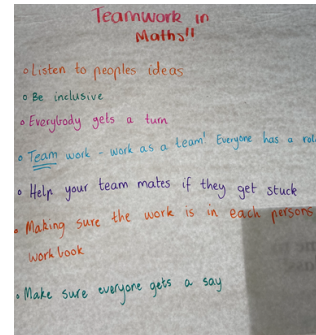 Teamwork in
Maths!!
• Listen to peoples ideas
• Be inclusive
• Everybody gets a turn
• Team work - work as a team! Everyone has a rol
• Help your team mates if they get stuck
• Making sure the work is in each persons
work book
• Make sure everyone gets a say